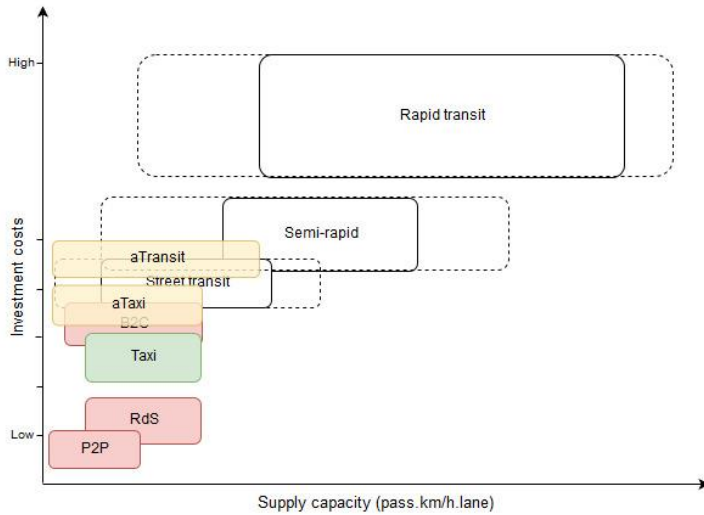 High
Rapid transit
Semi-rapid
Investment costs
aTransit
Street transit
aTaxi
B2C
Taxi
RdS
Low
P2P
Supply capacity (pass.km/h.lane)